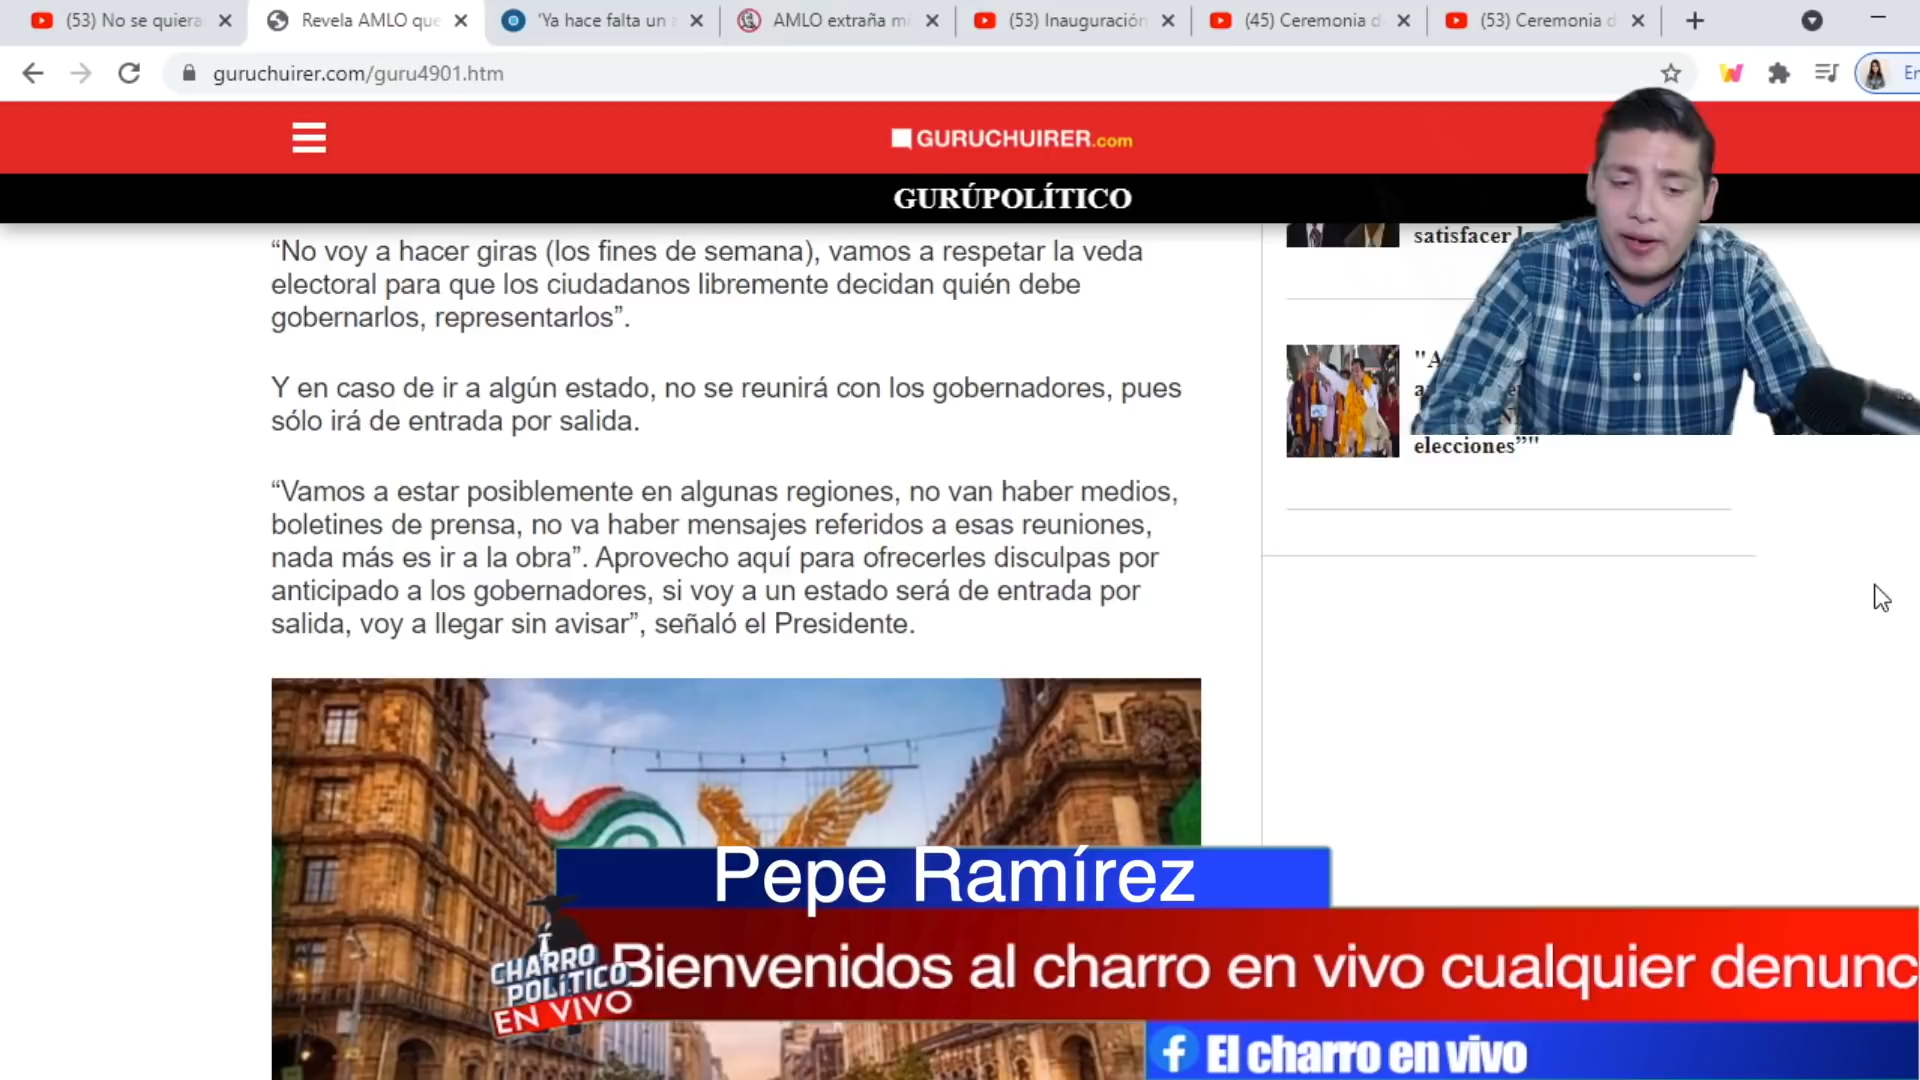 (53) No se quiera
Revela AMLO que
'Ya hace falta un
AMLO extraña m
(53) Inauguración
(45) Ceremonia d
(53) Ceremonia d
guruchuirer.com/guru4901.htm
GURUCHUIRER.com
GURÚPOLÍTICO
“No voy a hacer giras (los fines de semana), vamos a respetar la veda
electoral para que los ciudadanos libremente decidan quién debe
gobernarlos, representarlos”.
Y en caso de ir a algún estado, no se reunirá con los gobernadores, pues
sólo irá de entrada por salida.
“Vamos a estar posiblemente en algunas regiones, no van haber medios,
boletines de prensa, no va haber mensajes referidos a esas reuniones,
nada más es ir a la obra”. Aprovecho aquí para ofrecerles disculpas por
anticipado a los gobernadores, si voy a un estado será de entrada por
salida, voy a llegar sin avisar”, señaló el Presidente.
satisfacer
elecciones”"
Pepe Ramírez
CHARRO
POLÍTICO
EN VIVO
Bienvenidos al charro en vivo cualquier denunc
El charro en vivo